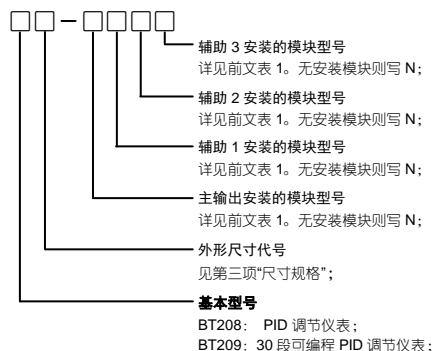 辅助 3 安装的模块型号
详见前文表 1。无安装模块则写 N；
辅助 2 安装的模块型号
详见前文表 1。无安装模块则写 N；
辅助 1 安装的模块型号
详见前文表 1。无安装模块则写 N；
主输出安装的模块型号
详见前文表 1。无安装模块则写 N；
外形尺寸代号
见第三项“尺寸规格”；
基本型号
BT208： PID 调节仪表；
BT209：30 段可编程 PID 调节仪表；